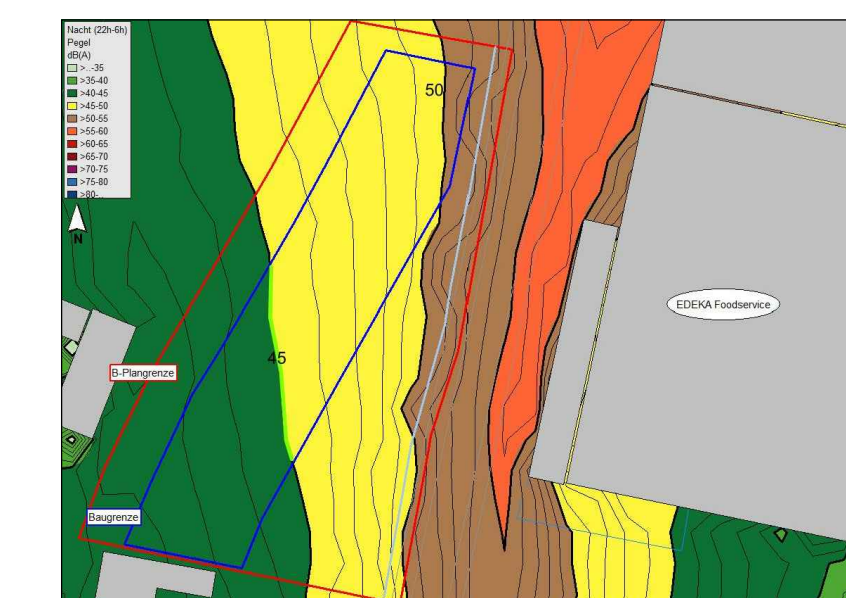 Nacht (22h-6h)
Pegel
dB(A)
>...-35
>35-40
>40-45
>45-50
>50-55
>55-60
>60-65
>65-70
>70-75
>75-80
>80-...
N
50
EDEKA Foodservice
45
B-Plangrenze
Baugrenze